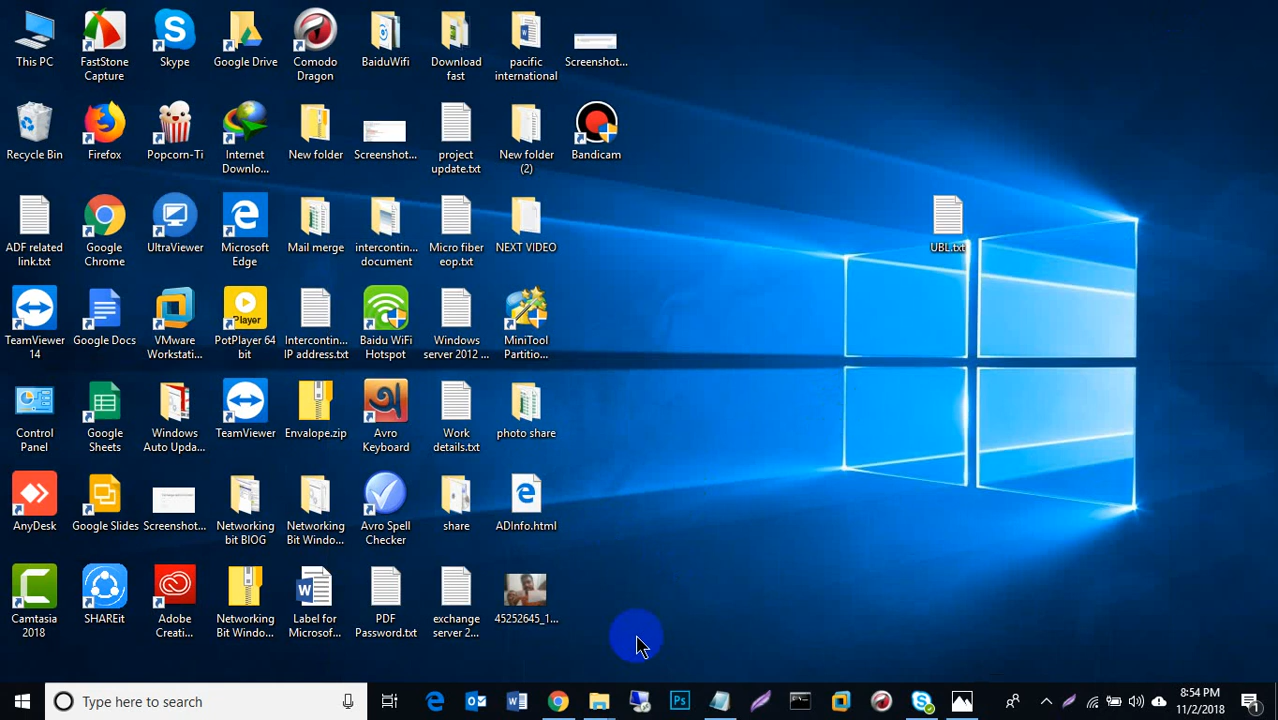 This PC
FastStone
Capture
Skype
Google Drive
Comodo
Dragon
BaiduWifi
Download
fast
pacific
international
Screenshot...
Recycle Bin
Firefox
Popcorn-Ti
Internet
Downlo...
New folder
Screenshot...
project
update.txt
New folder
(2)
Bandicam
ADF related
link.txt
Google
Chrome
UltraViewer
Microsoft
Edge
Mail merge
intercontin...
document
Micro fiber
eop.txt
NEXT VIDEO
UBL.txt
TeamViewer
14
Google Docs
VMware
Workstati...
Player
PotPlayer 64
bit
Intercontin...
IP address.txt
Baidu WiFi
Hotspot
Windows
server 2012 ...
MiniTool
Partitio...
Control
Panel
Google
Sheets
Windows
Auto Upda...
TeamViewer
Envalope.zip
অ
Avro
Keyboard
Work
details.txt
photo share
AnyDesk
Google Slides
Screenshot...
Networking
bit BlOG
Networking
Bit Windo...
Avro Spell
Checker
share
ADInfo.html
Camtasia
2018
SHAREit
Adobe
Creati...
Networking
Bit Windo...
Label for
Microsof...
PDF
Password.txt
exchange
server 2...
45252645_1...
Type here to search
8:54 PM
11/2/2018